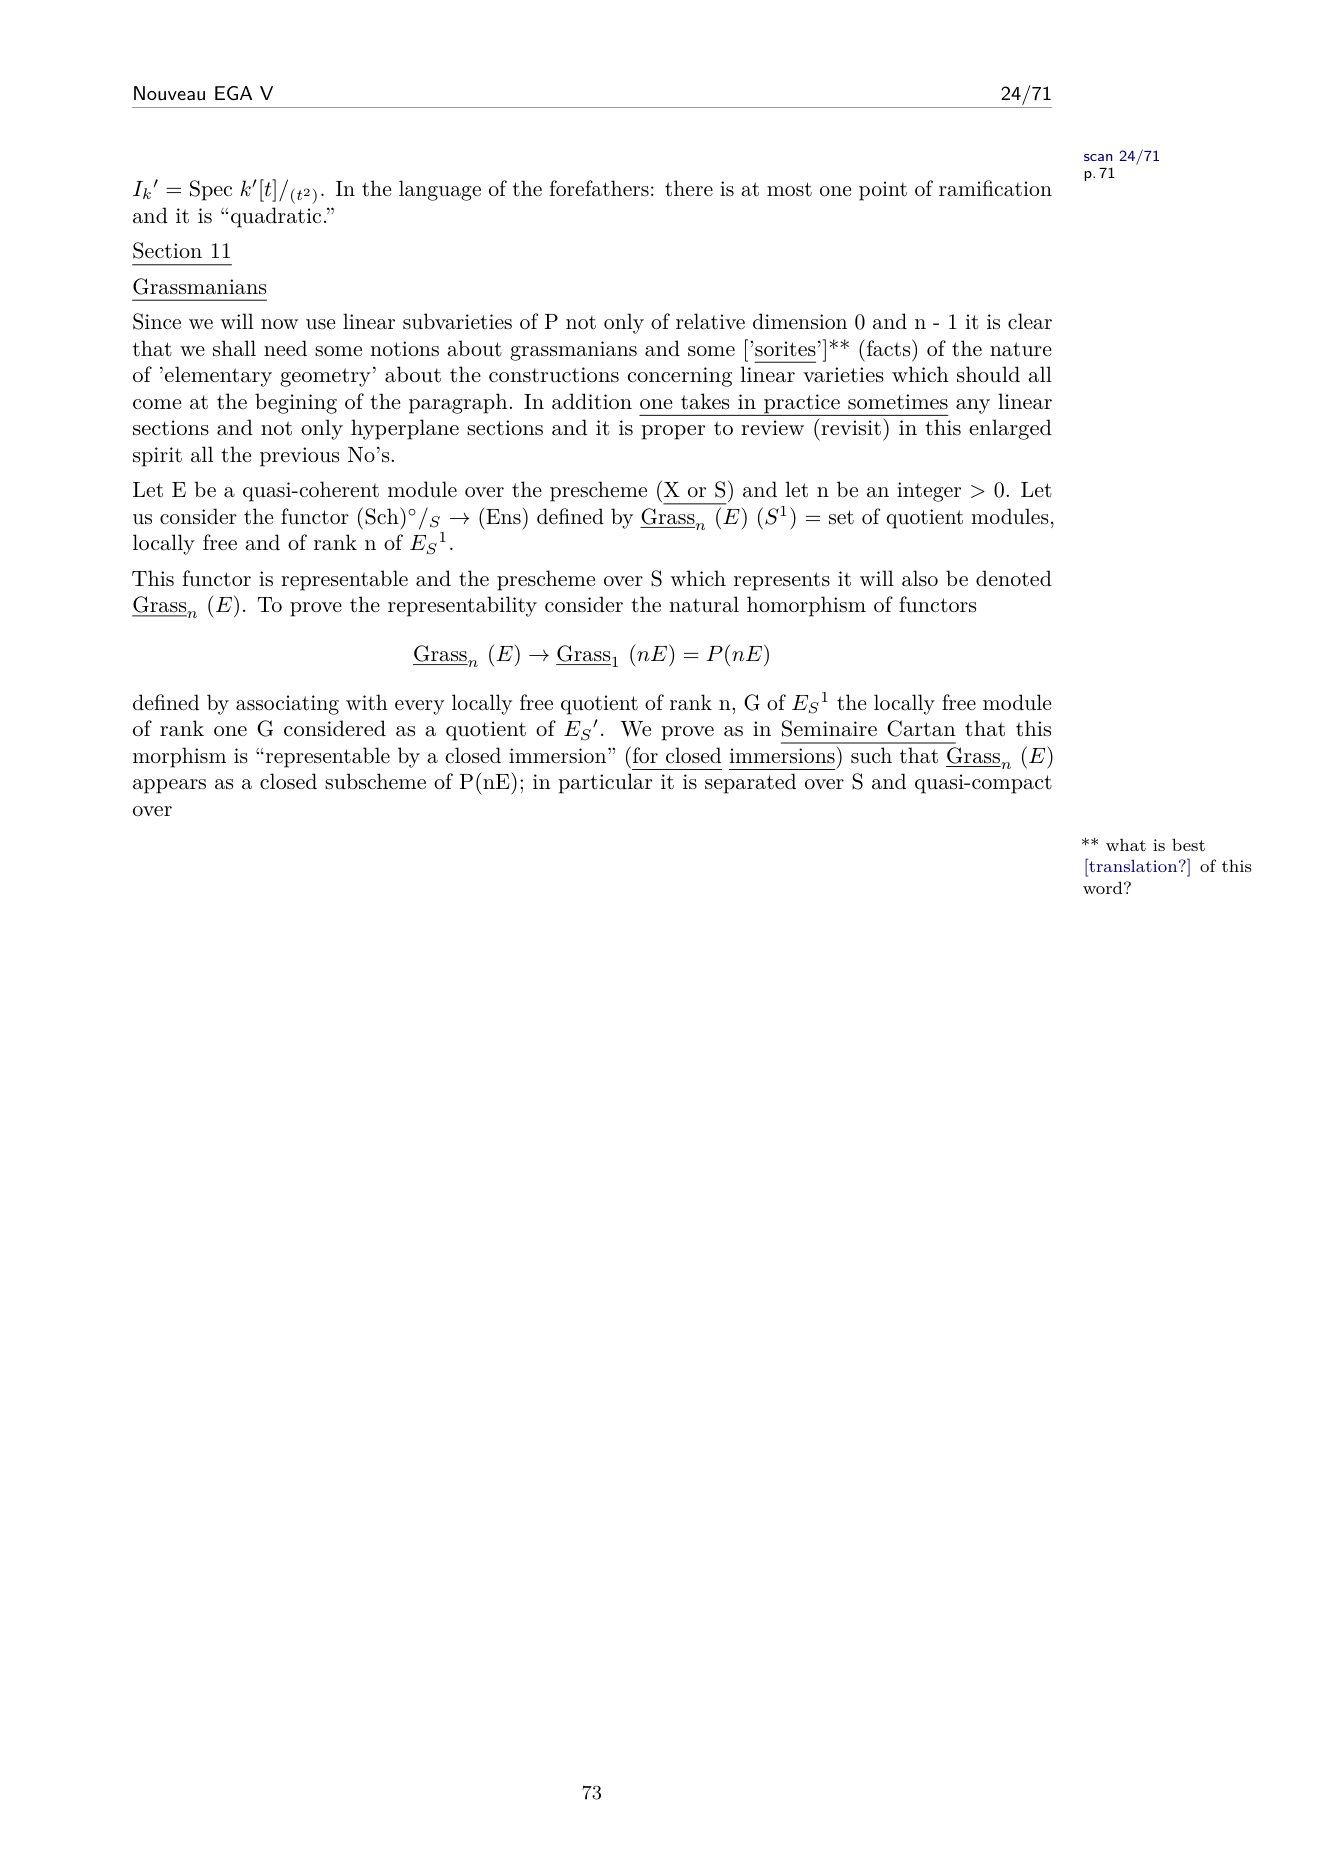 Nouveau EGA V 24/71
scan 24/71
p. 71
I_k′ = Spec k′[t]/(t²). In the language of the forefathers: there is at most one point of ramification
and it is “quadratic.”
Section 11
Grassmanians
Since we will now use linear subvarieties of P not only of relative dimension 0 and n - 1 it is clear
that we shall need some notions about grassmanians and some [’sorites’]** (facts) of the nature
of ’elementary geometry’ about the constructions concerning linear varieties which should all
come at the begining of the paragraph. In addition one takes in practice sometimes any linear
sections and not only hyperplane sections and it is proper to review (revisit) in this enlarged
spirit all the previous No’s.
Let E be a quasi-coherent module over the prescheme (X or S) and let n be an integer > 0. Let
us consider the functor (Sch)°/S → (Ens) defined by Grass_n (E) (S¹) = set of quotient modules,
locally free and of rank n of E_S¹.
This functor is representable and the prescheme over S which represents it will also be denoted
Grass_n (E). To prove the representability consider the natural homorphism of functors
Grass_n (E) → Grass_1 (nE) = P(nE)
defined by associating with every locally free quotient of rank n, G of E_S¹ the locally free module
of rank one G considered as a quotient of E_S′. We prove as in Seminaire Cartan that this
morphism is “representable by a closed immersion” (for closed immersions) such that Grass_n (E)
appears as a closed subscheme of P(nE); in particular it is separated over S and quasi-compact
over
** what is best
[translation?] of this
word?
73